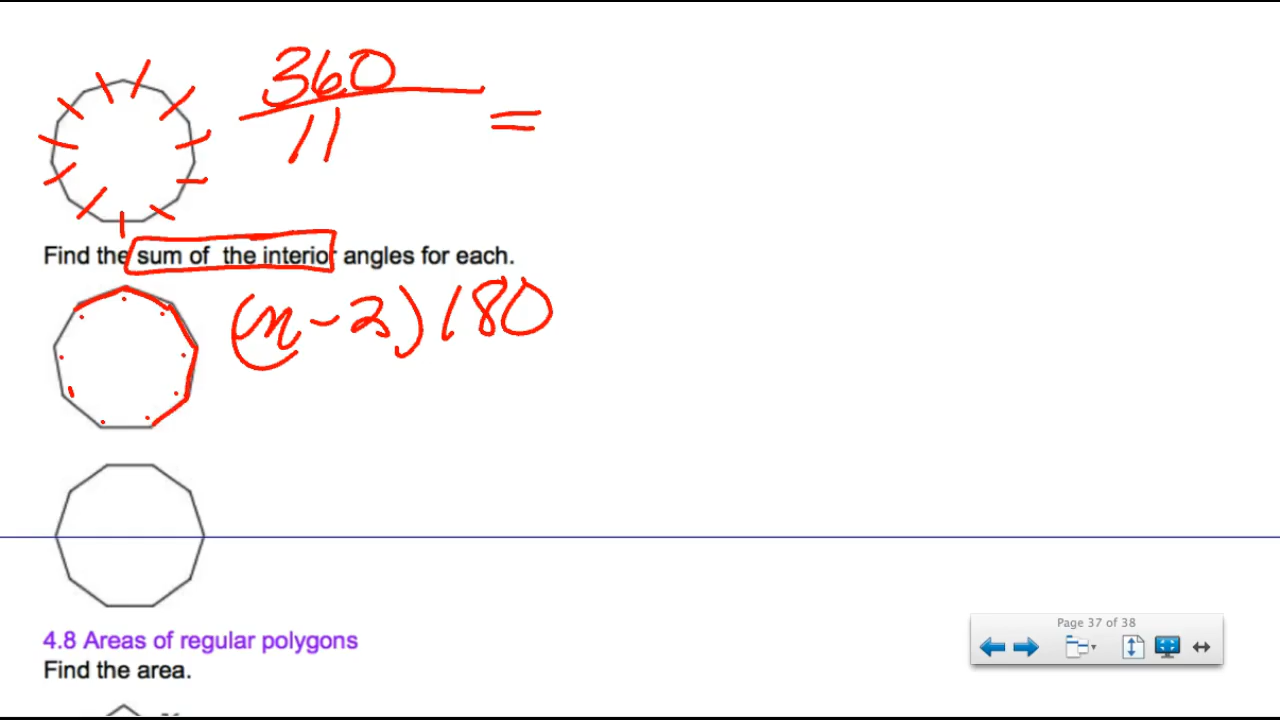 360
11
=
Find the sum of the interior angles for each.
(n-2)180
4.8 Areas of regular polygons
Find the area.
Page 37 of 38